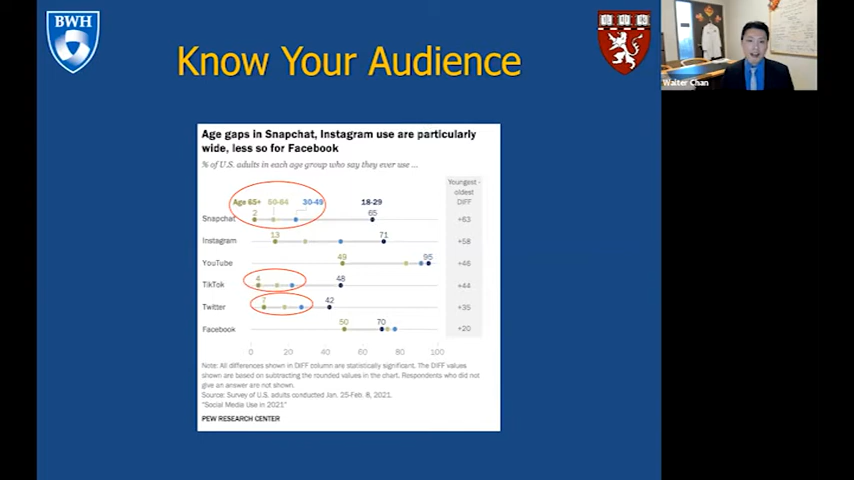 BWH
Know Your Audience
Walter Chan
Age gaps in Snapchat, Instagram use are particularly
wide, less so for Facebook
% of U.S. adults in each age group who say they ever use ...
Youngest -
oldest
DIFF
Age 65+ 50-64 30-49 18-29
Snapchat 2 65 +63
Instagram 13 71 +58
YouTube 49 95 +46
TikTok 4 48 +44
Twitter 7 42 +35
Facebook 50 70 +20
0 20 40 60 80 100
Note: All differences shown in DIFF column are statistically significant. The DIFF values
shown are based on subtracting the rounded values in the chart. Respondents who did not
give an answer are not shown.
Source: Survey of U.S. adults conducted Jan. 25-Feb. 8, 2021.
"Social Media Use in 2021"
PEW RESEARCH CENTER